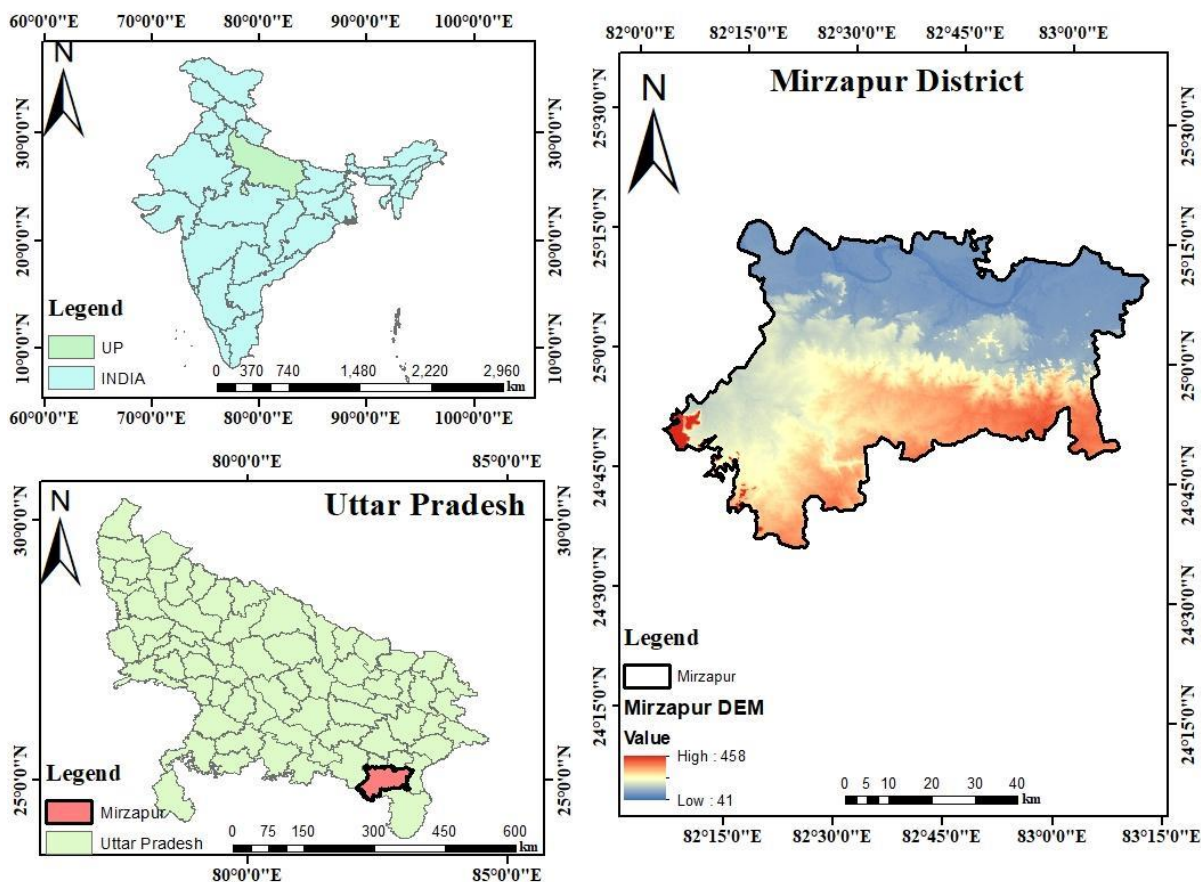 60°0'0"E 70°0'0"E 80°0'0"E 90°0'0"E 100°0'0"E
N
30°0'0"N
20°0'0"N
10°0'0"N
30°0'0"N
20°0'0"N
10°0'0"N
Legend
UP
INDIA
0 370 740 1,480 2,220 2,960
km
60°0'0"E 70°0'0"E 80°0'0"E 90°0'0"E 100°0'0"E
80°0'0"E 85°0'0"E
N
Uttar Pradesh
30°0'0"N
25°0'0"N
30°0'0"N
25°0'0"N
Legend
Mirzapur
Uttar Pradesh
0 75 150 300 450 600
km
80°0'0"E 85°0'0"E
82°0'0"E 82°15'0"E 82°30'0"E 82°45'0"E 83°0'0"E
N
Mirzapur District
25°30'0"N
25°15'0"N
25°0'0"N
24°45'0"N
24°30'0"N
24°15'0"N
25°30'0"N
25°15'0"N
25°0'0"N
24°45'0"N
24°30'0"N
24°15'0"N
Legend
Mirzapur
Mirzapur DEM
Value
High : 458
Low : 41
0 5 10 20 30 40
km
82°15'0"E 82°30'0"E 82°45'0"E 83°0'0"E 83°15'0"E